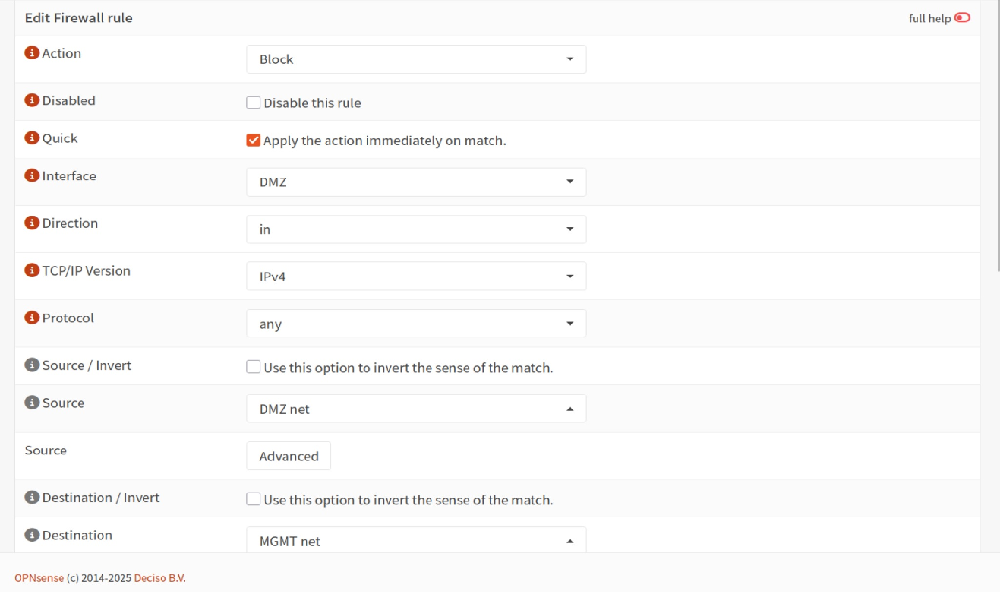 Edit Firewall rule full help
Action Block
Disabled Disable this rule
Quick Apply the action immediately on match.
Interface DMZ
Direction in
TCP/IP Version IPv4
Protocol any
Source / Invert Use this option to invert the sense of the match.
Source DMZ net
Source Advanced
Destination / Invert Use this option to invert the sense of the match.
Destination MGMT net
OPNsense (c) 2014-2025 Deciso B.V.